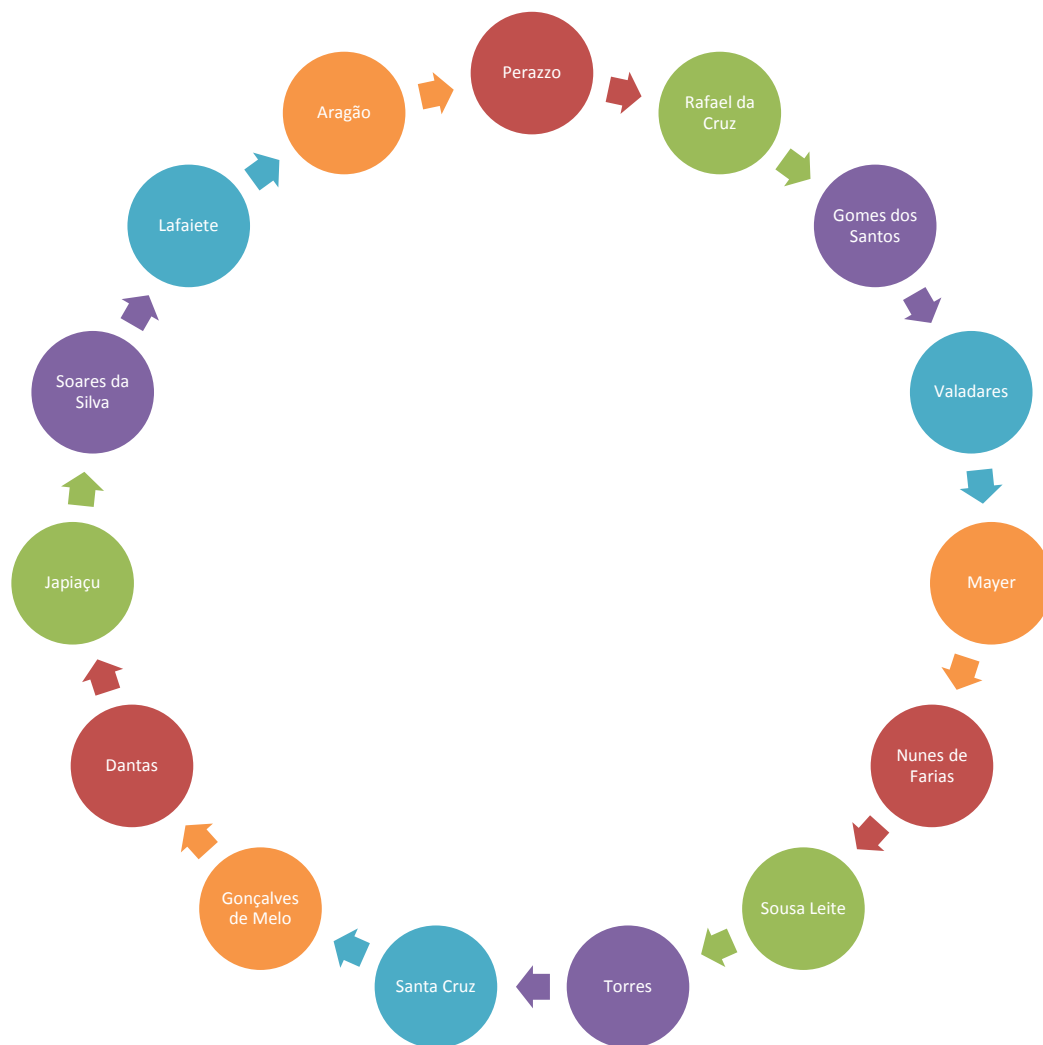 Perazzo
Rafael da
Cruz
Gomes dos
Santos
Valadares
Mayer
Nunes de
Farias
Sousa Leite
Torres
Santa Cruz
Gonçalves
de Melo
Dantas
Japiaçu
Soares da
Silva
Lafaiete
Aragão